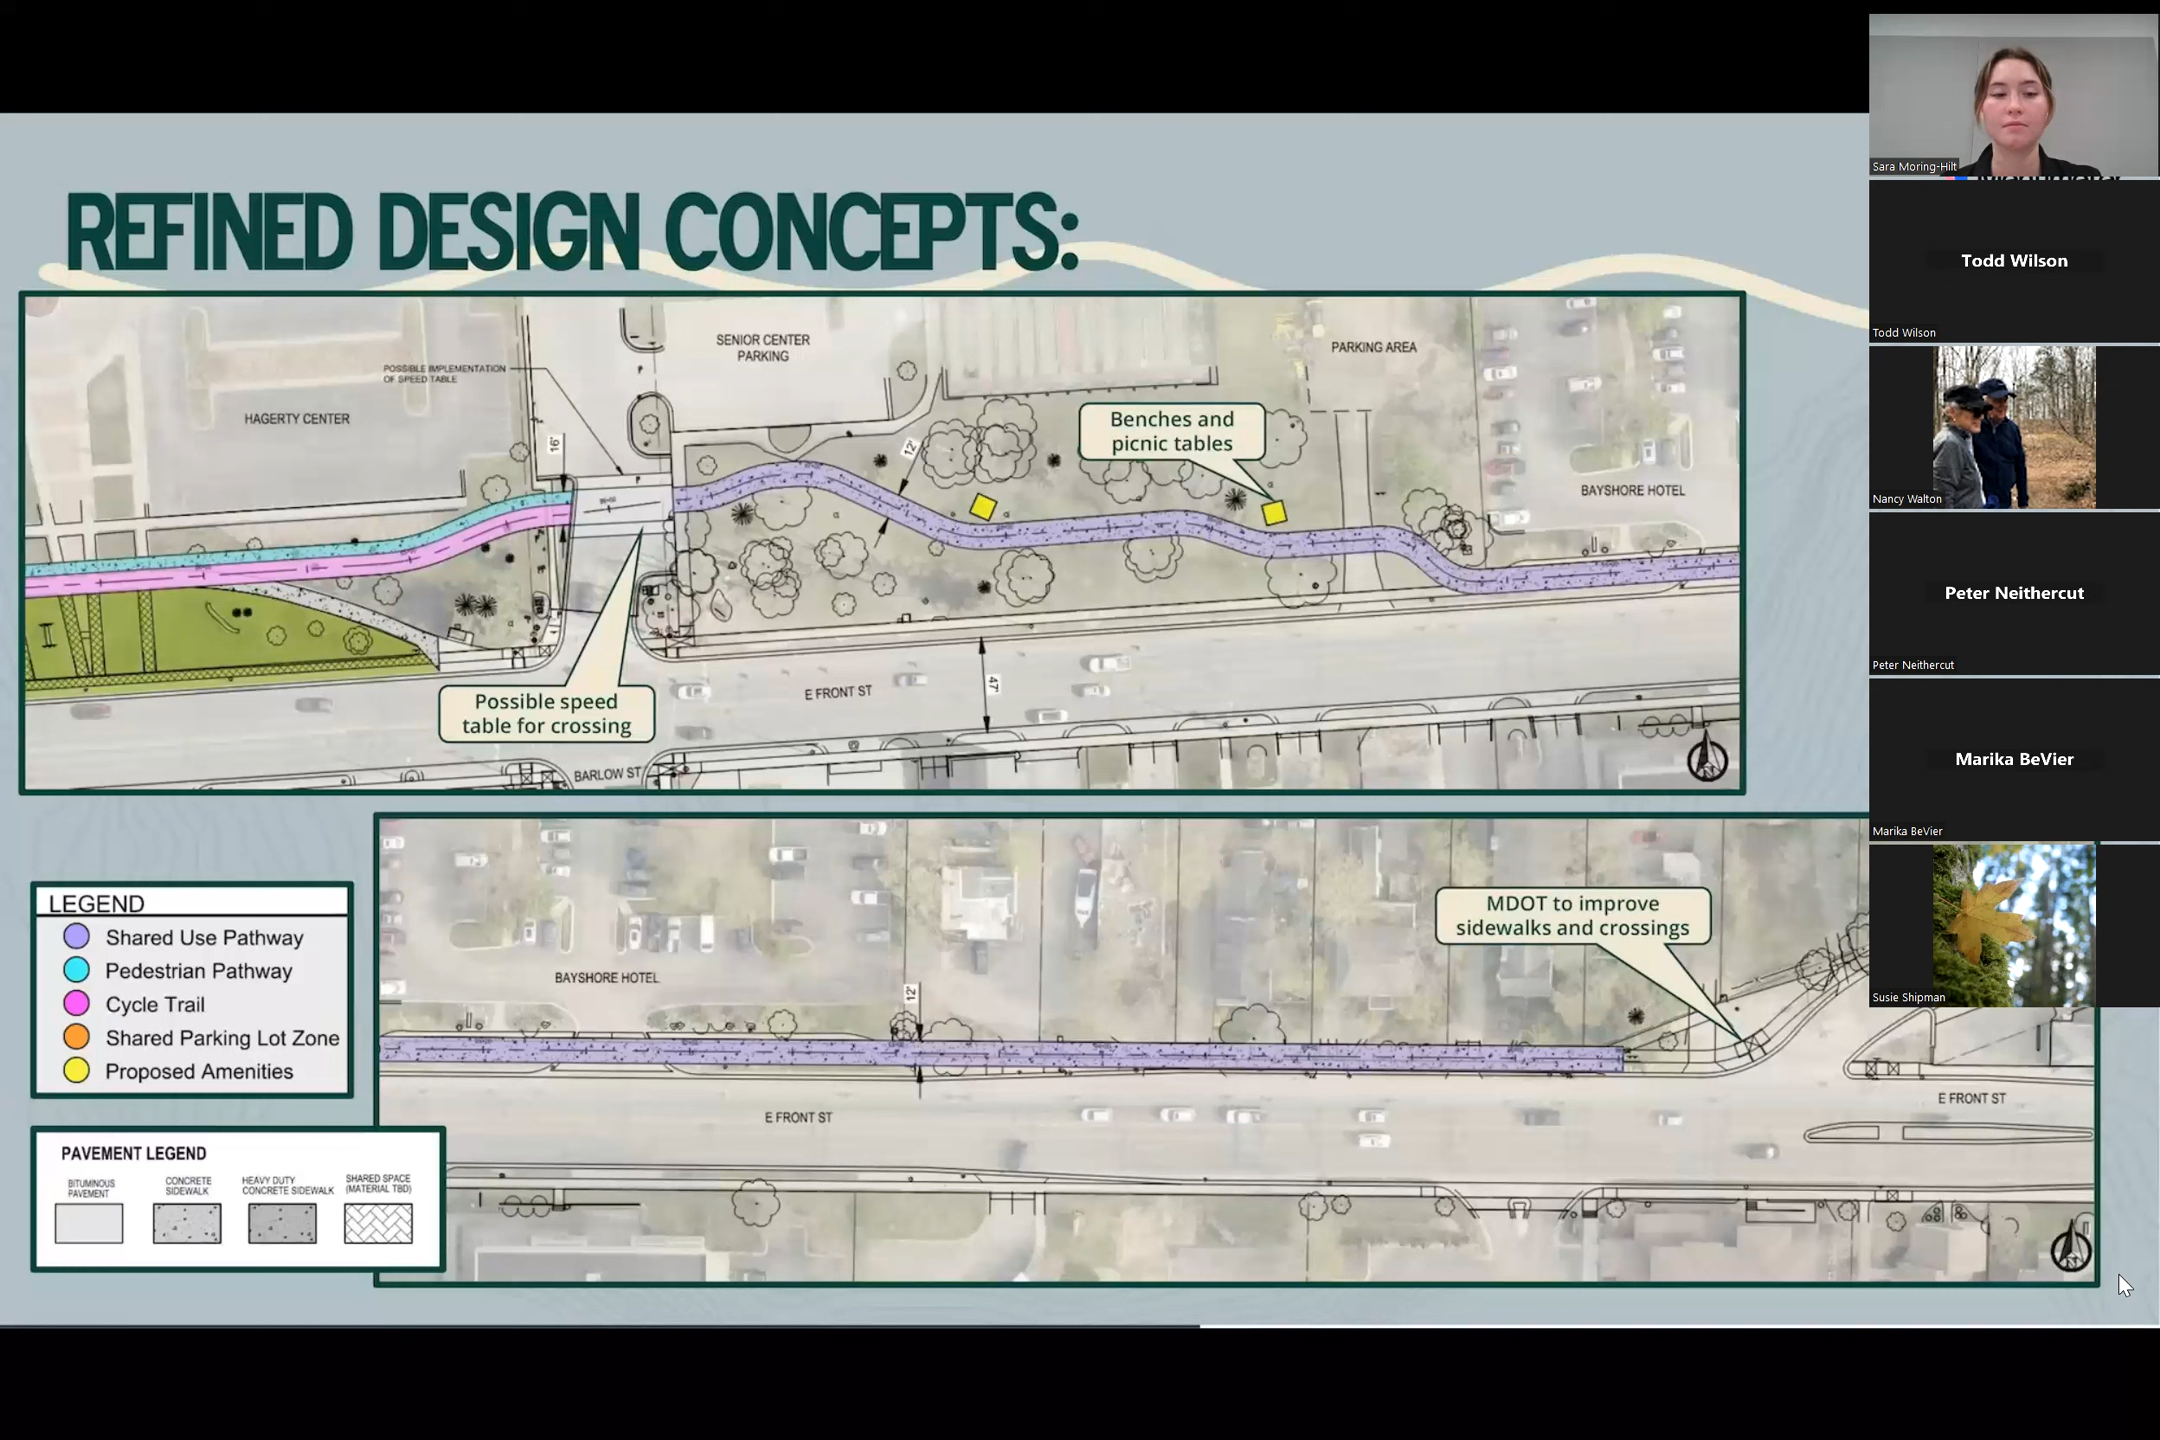 REFINED DESIGN CONCEPTS:
POSSIBLE IMPLEMENTATION
OF SPEED TABLE
SENIOR CENTER
PARKING
PARKING AREA
HAGERTY CENTER
16'
12'
Benches and
picnic tables
BAYSHORE HOTEL
Possible speed
table for crossing
E FRONT ST
47'
BARLOW ST
LEGEND
Shared Use Pathway
Pedestrian Pathway
Cycle Trail
Shared Parking Lot Zone
Proposed Amenities
PAVEMENT LEGEND
BITUMINOUS
PAVEMENT
CONCRETE
SIDEWALK
HEAVY DUTY
CONCRETE SIDEWALK
SHARED SPACE
(MATERIAL TBD)
MDOT to improve
sidewalks and crossings
BAYSHORE HOTEL
12'
E FRONT ST
E FRONT ST
Sara Moring-Hilt
Todd Wilson
Todd Wilson
Nancy Walton
Peter Neithercut
Peter Neithercut
Marika BeVier
Marika BeVier
Susie Shipman